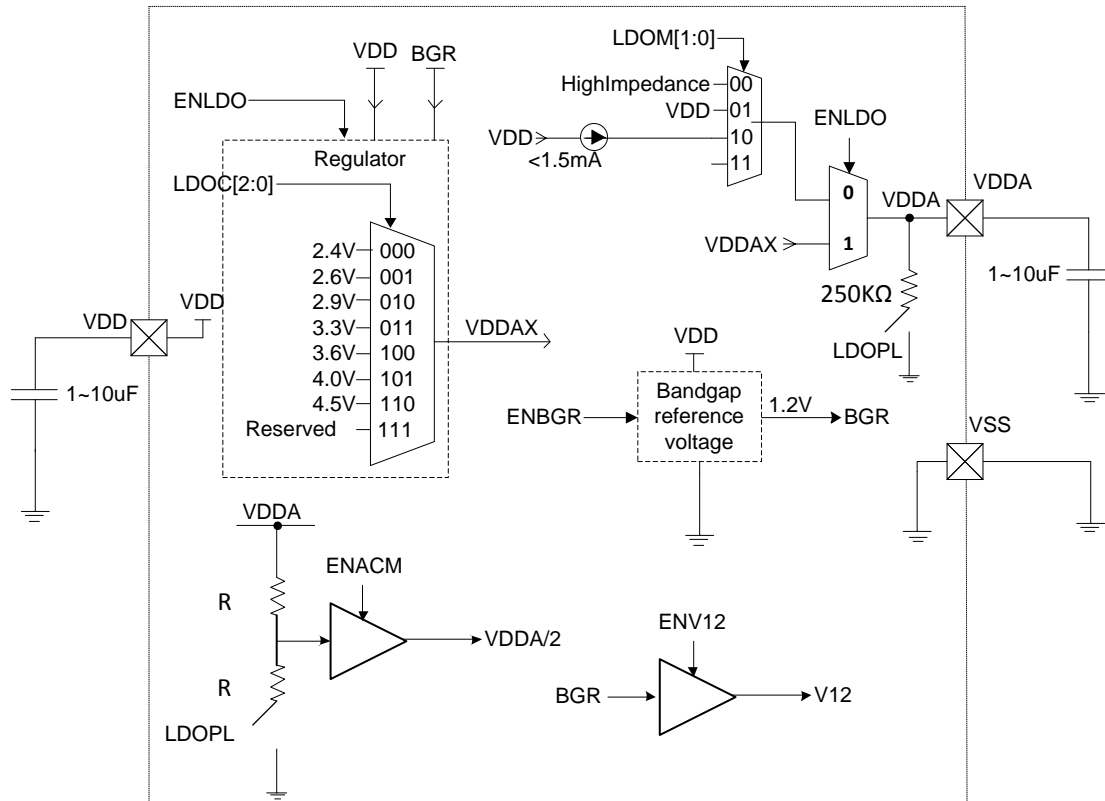 LDOM[1:0]
VDD
BGR
HighImpedance
00
VDD
01
ENLDO
VDD
10
<1.5mA
11
ENLDO
Regulator
LDOC[2:0]
0
VDDA
VDDA
VDDAX
1
2.4V
000
2.6V
001
2.9V
010
3.3V
011
3.6V
100
4.0V
101
4.5V
110
Reserved
111
VDDAX
250KΩ
1~10uF
LDOPL
VDD
VDD
1~10uF
VDD
ENBGR
Bandgap
reference
voltage
1.2V
BGR
VSS
VDDA
ENACM
R
VDDA/2
R
LDOPL
ENV12
BGR
V12